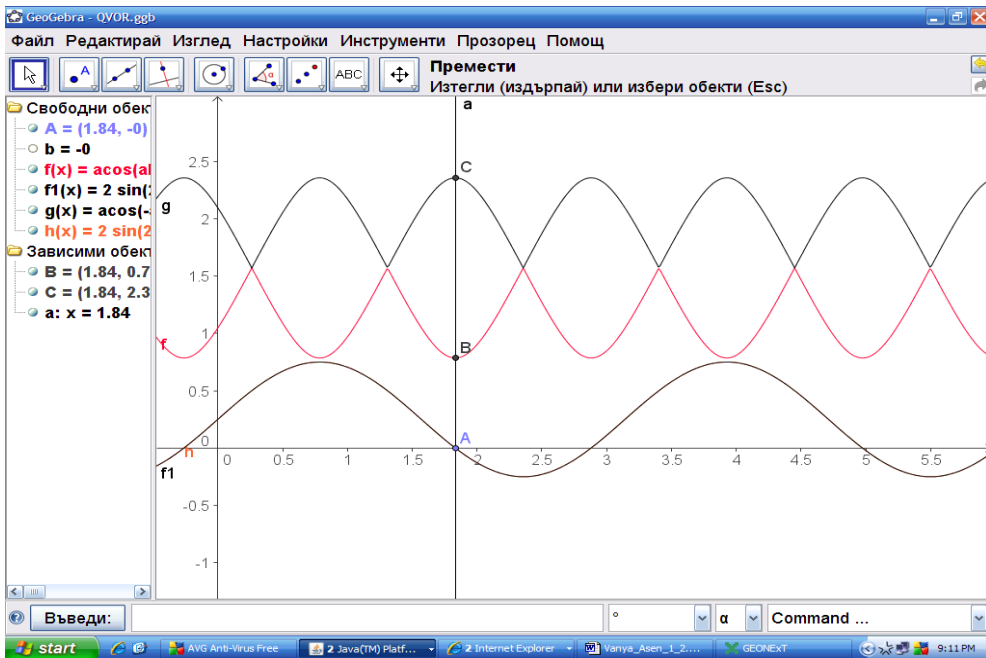 GeoGebra - QVOR.ggb
Файл Редактирай Изглед Настройки Инструменти Прозорец Помощ
A
α
ABC
Премести
Изтегли (издърпай) или избери обекти (Esc)
Свободни обек
A = (1.84, -0)
b = -0
f(x) = acos(al
f1(x) = 2 sin(2
g(x) = acos(-
h(x) = 2 sin(2
Зависими обект
B = (1.84, 0.7
C = (1.84, 2.3
a: x = 1.84
a
2.5
C
g
2
1.5
f
1
B
0.5
A
0
h
0 0.5 1 1.5 2 2.5 3 3.5 4 4.5 5 5.5
f1
-0.5
-1
Въведи:
°
α
Command ...
start
AVG Anti-Virus Free
2 Java(TM) Platf...
2 Internet Explorer
Vanya_Asen_1_2....
GEONExT
9:11 PM